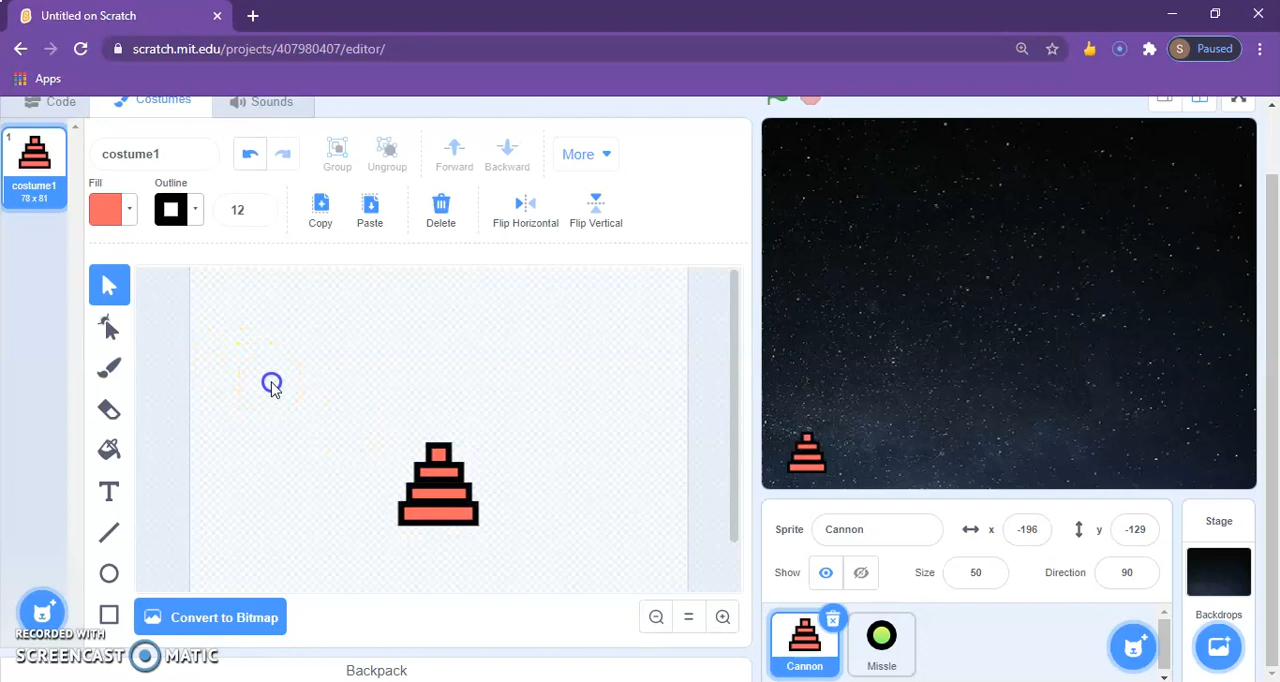 Untitled on Scratch
scratch.mit.edu/projects/407980407/editor/
S Paused
Apps
Code Costumes Sounds
1
costume1
78 x 81
costume1
Group
Ungroup
Forward
Backward
More
Fill
Outline
12
Copy
Paste
Delete
Flip Horizontal
Flip Vertical
T
Convert to Bitmap
RECORDED WITH
SCREENCAST MATIC
Backpack
Sprite Cannon x -196 y -129
Show Size 50 Direction 90
Cannon
Missle
Stage
Backdrops